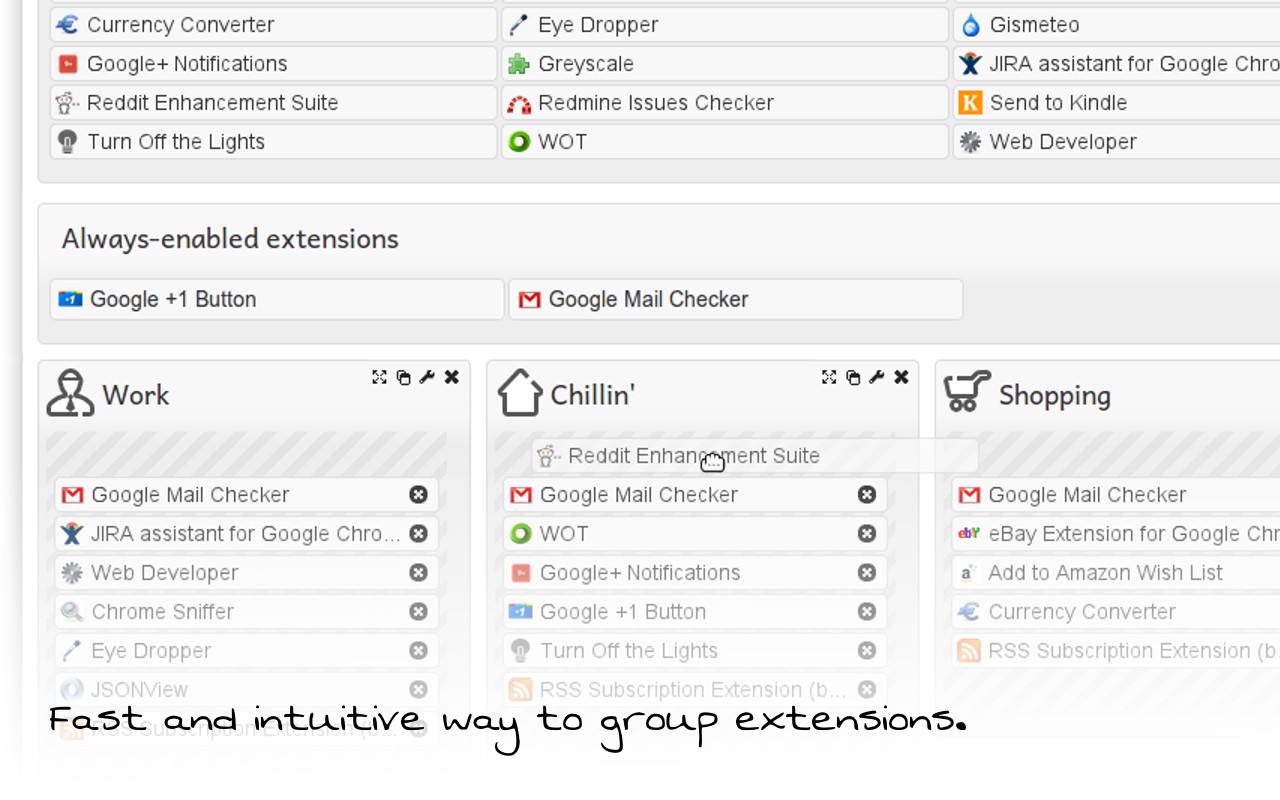 Currency Converter Eye Dropper Gismeteo
Google+ Notifications Greyscale JIRA assistant for Google Chro
Reddit Enhancement Suite Redmine Issues Checker Send to Kindle
Turn Off the Lights WOT Web Developer
Always-enabled extensions
Google +1 Button Google Mail Checker
Work
Google Mail Checker
JIRA assistant for Google Chro...
Web Developer
Chrome Sniffer
Eye Dropper
JSONView
RSS Subscription Extension (b...
Chillin'
Reddit Enhancement Suite
Google Mail Checker
WOT
Google+ Notifications
Google +1 Button
Turn Off the Lights
RSS Subscription Extension (b...
Shopping
Google Mail Checker
eBay Extension for Google Chr
Add to Amazon Wish List
Currency Converter
RSS Subscription Extension (b.
Fast and intuitive way to group extensions.